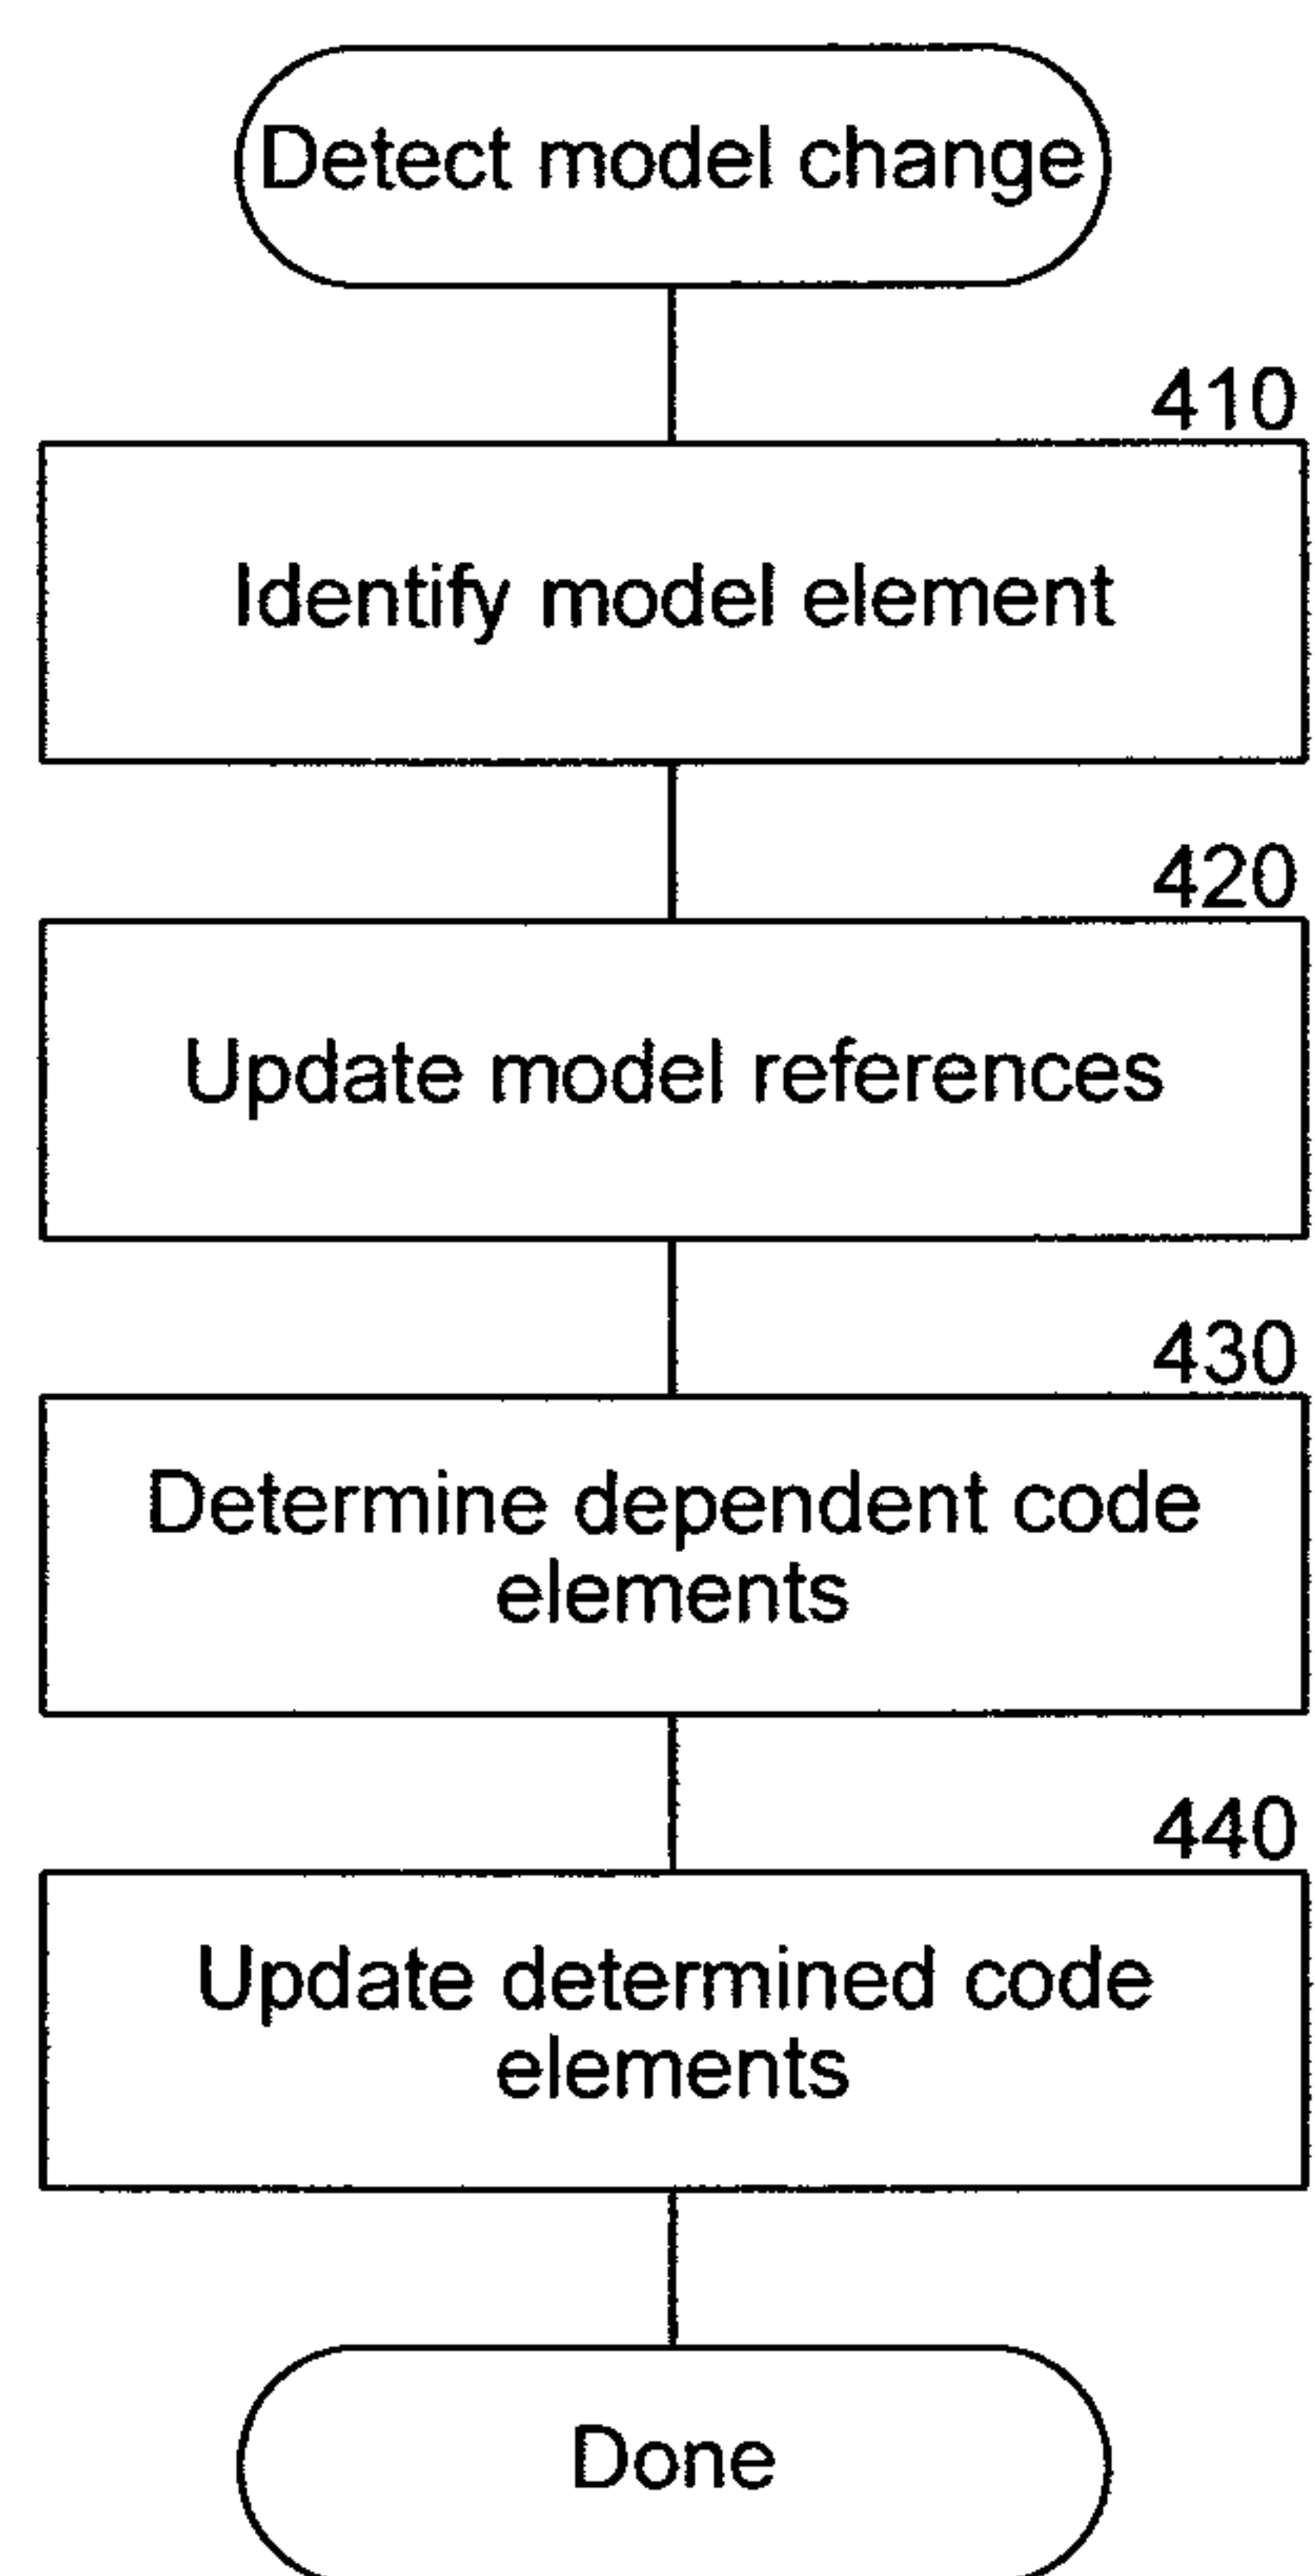 Detect model change
410
Identify model element
420
Update model references
430
Determine dependent code
elements
440
Update determined code
elements
Done